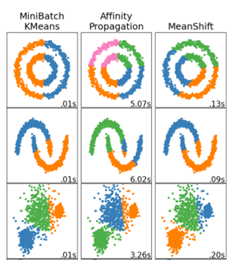 MiniBatch Affinity
KMeans Propagation MeanShift
.01s 5.07s .13s
.01s 6.02s .09s
.01s 3.26s .20s